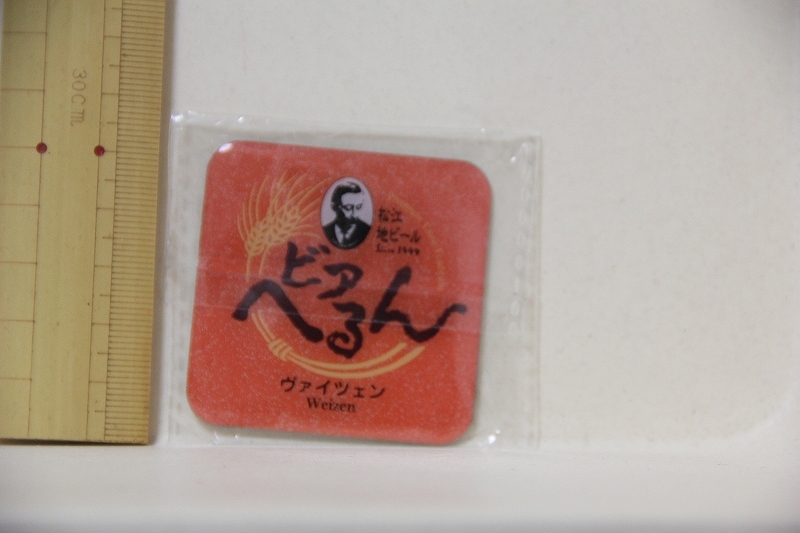 30cm
松江
地ビール
Since 1999
ビアへるん
ヴァイツェン
Weizen